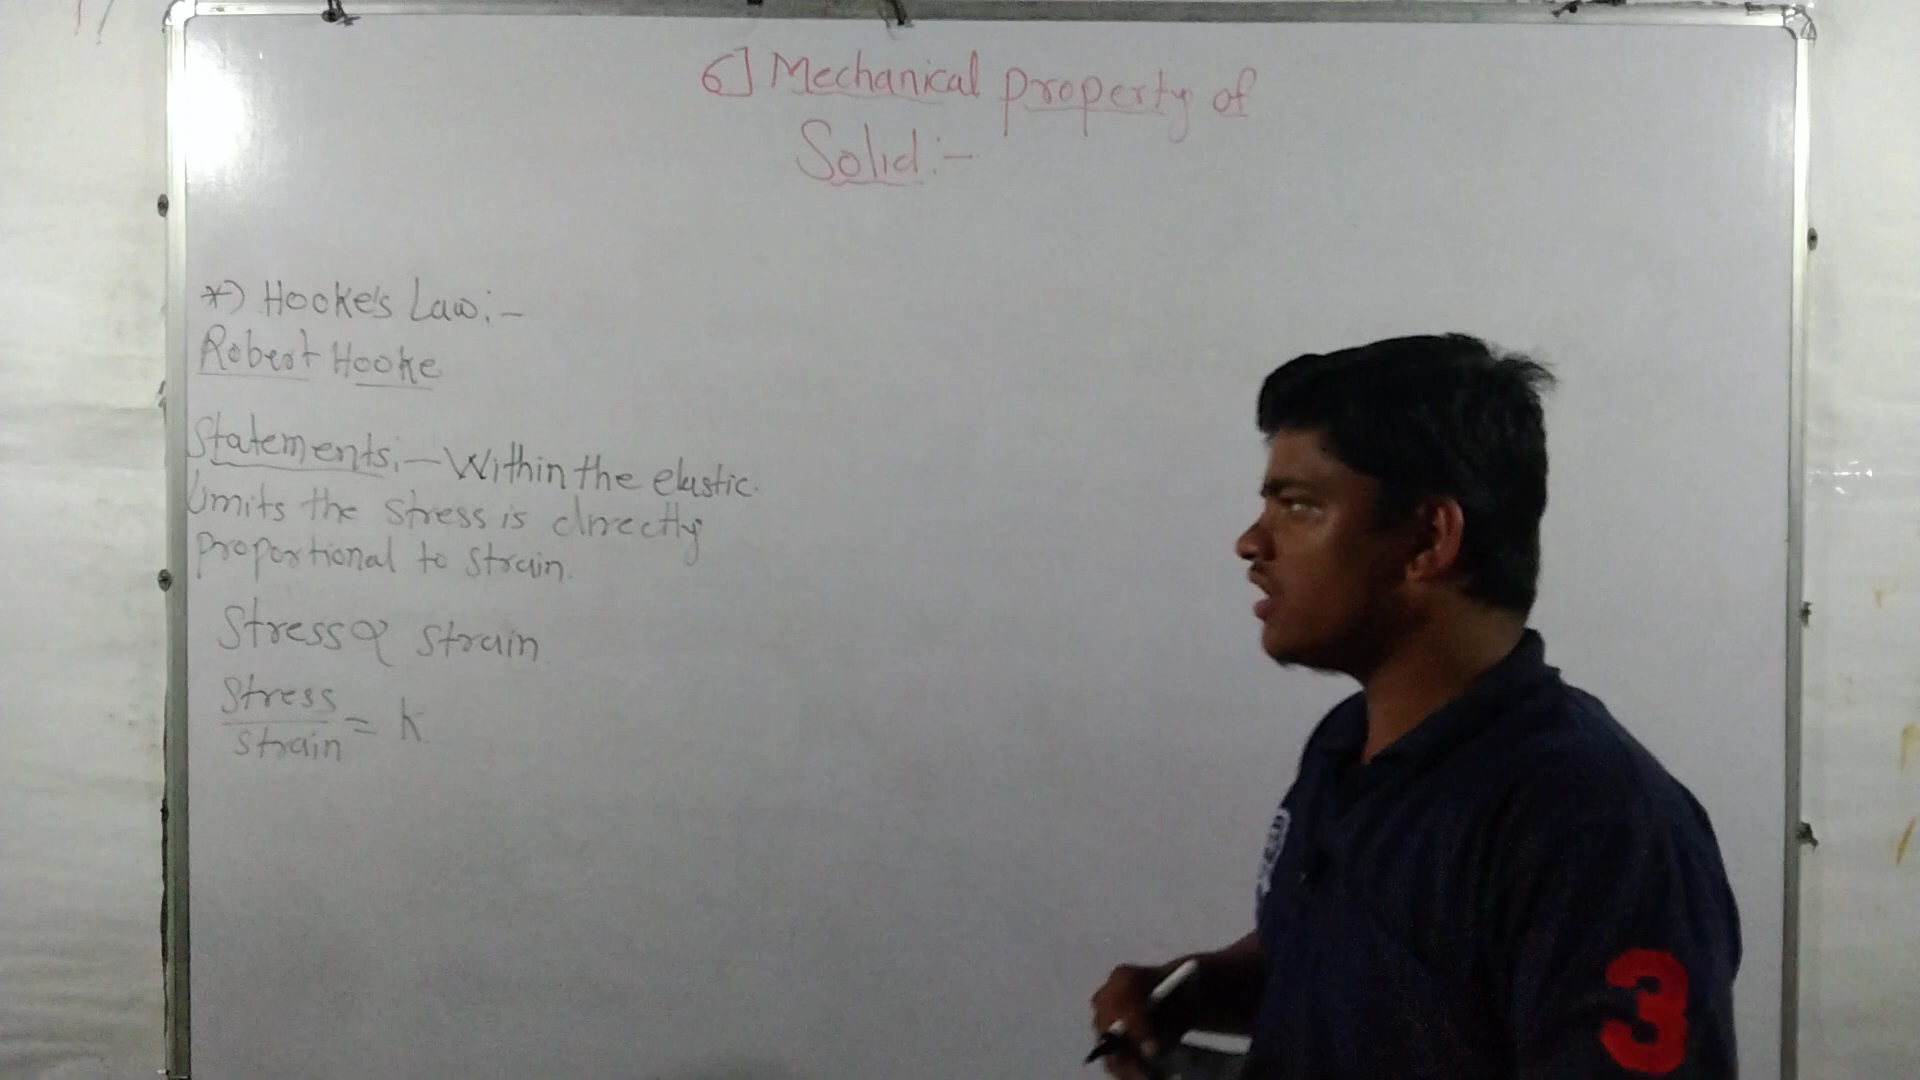 6] Mechanical property of
Solid:-
*) Hooke's Law:-
Robert Hooke
Statements:- Within the elastic.
limits the stress is directly
proportional to strain.
Stress ∝ strain
Stress
strain = K
3